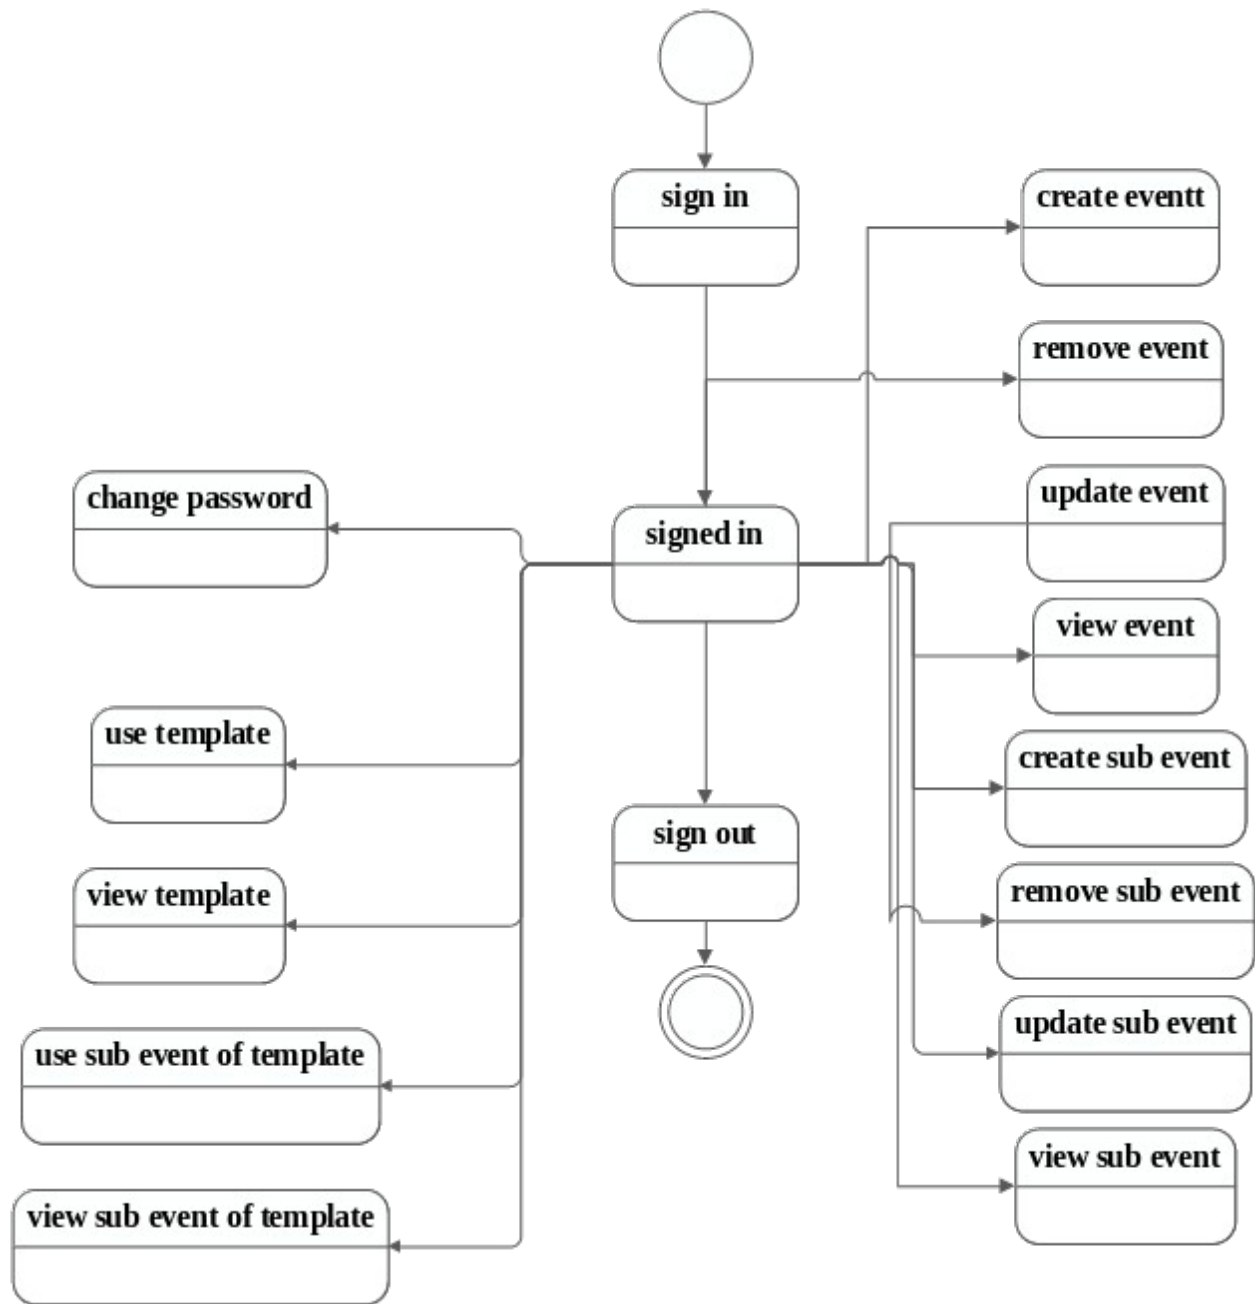 sign in
create eventt
remove event
update event
change password
signed in
view event
use template
create sub event
sign out
view template
remove sub event
use sub event of template
update sub event
view sub event
view sub event of template